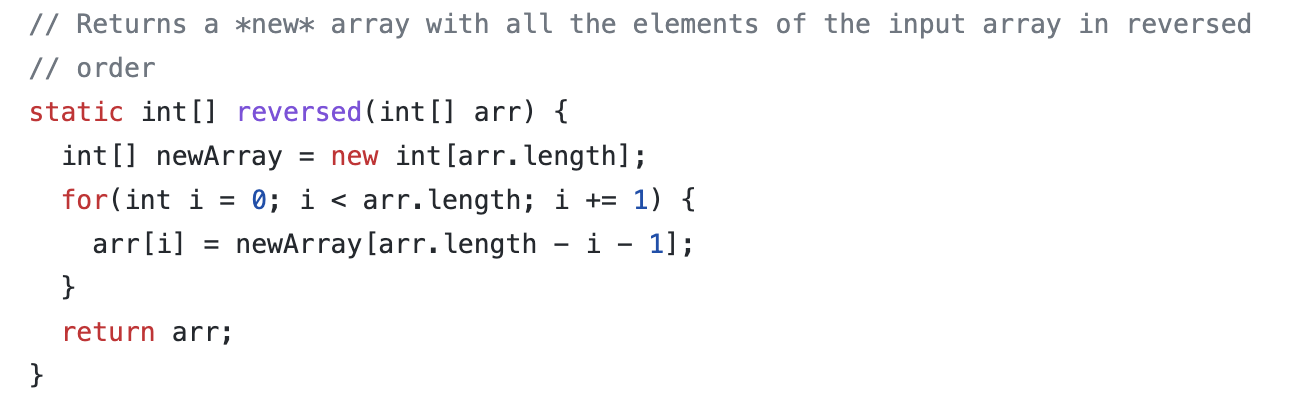 // Returns a *new* array with all the elements of the input array in reversed
// order
static int[] reversed(int[] arr) {
  int[] newArray = new int[arr.length];
  for(int i = 0; i < arr.length; i += 1) {
    arr[i] = newArray[arr.length - i - 1];
  }
  return arr;
}